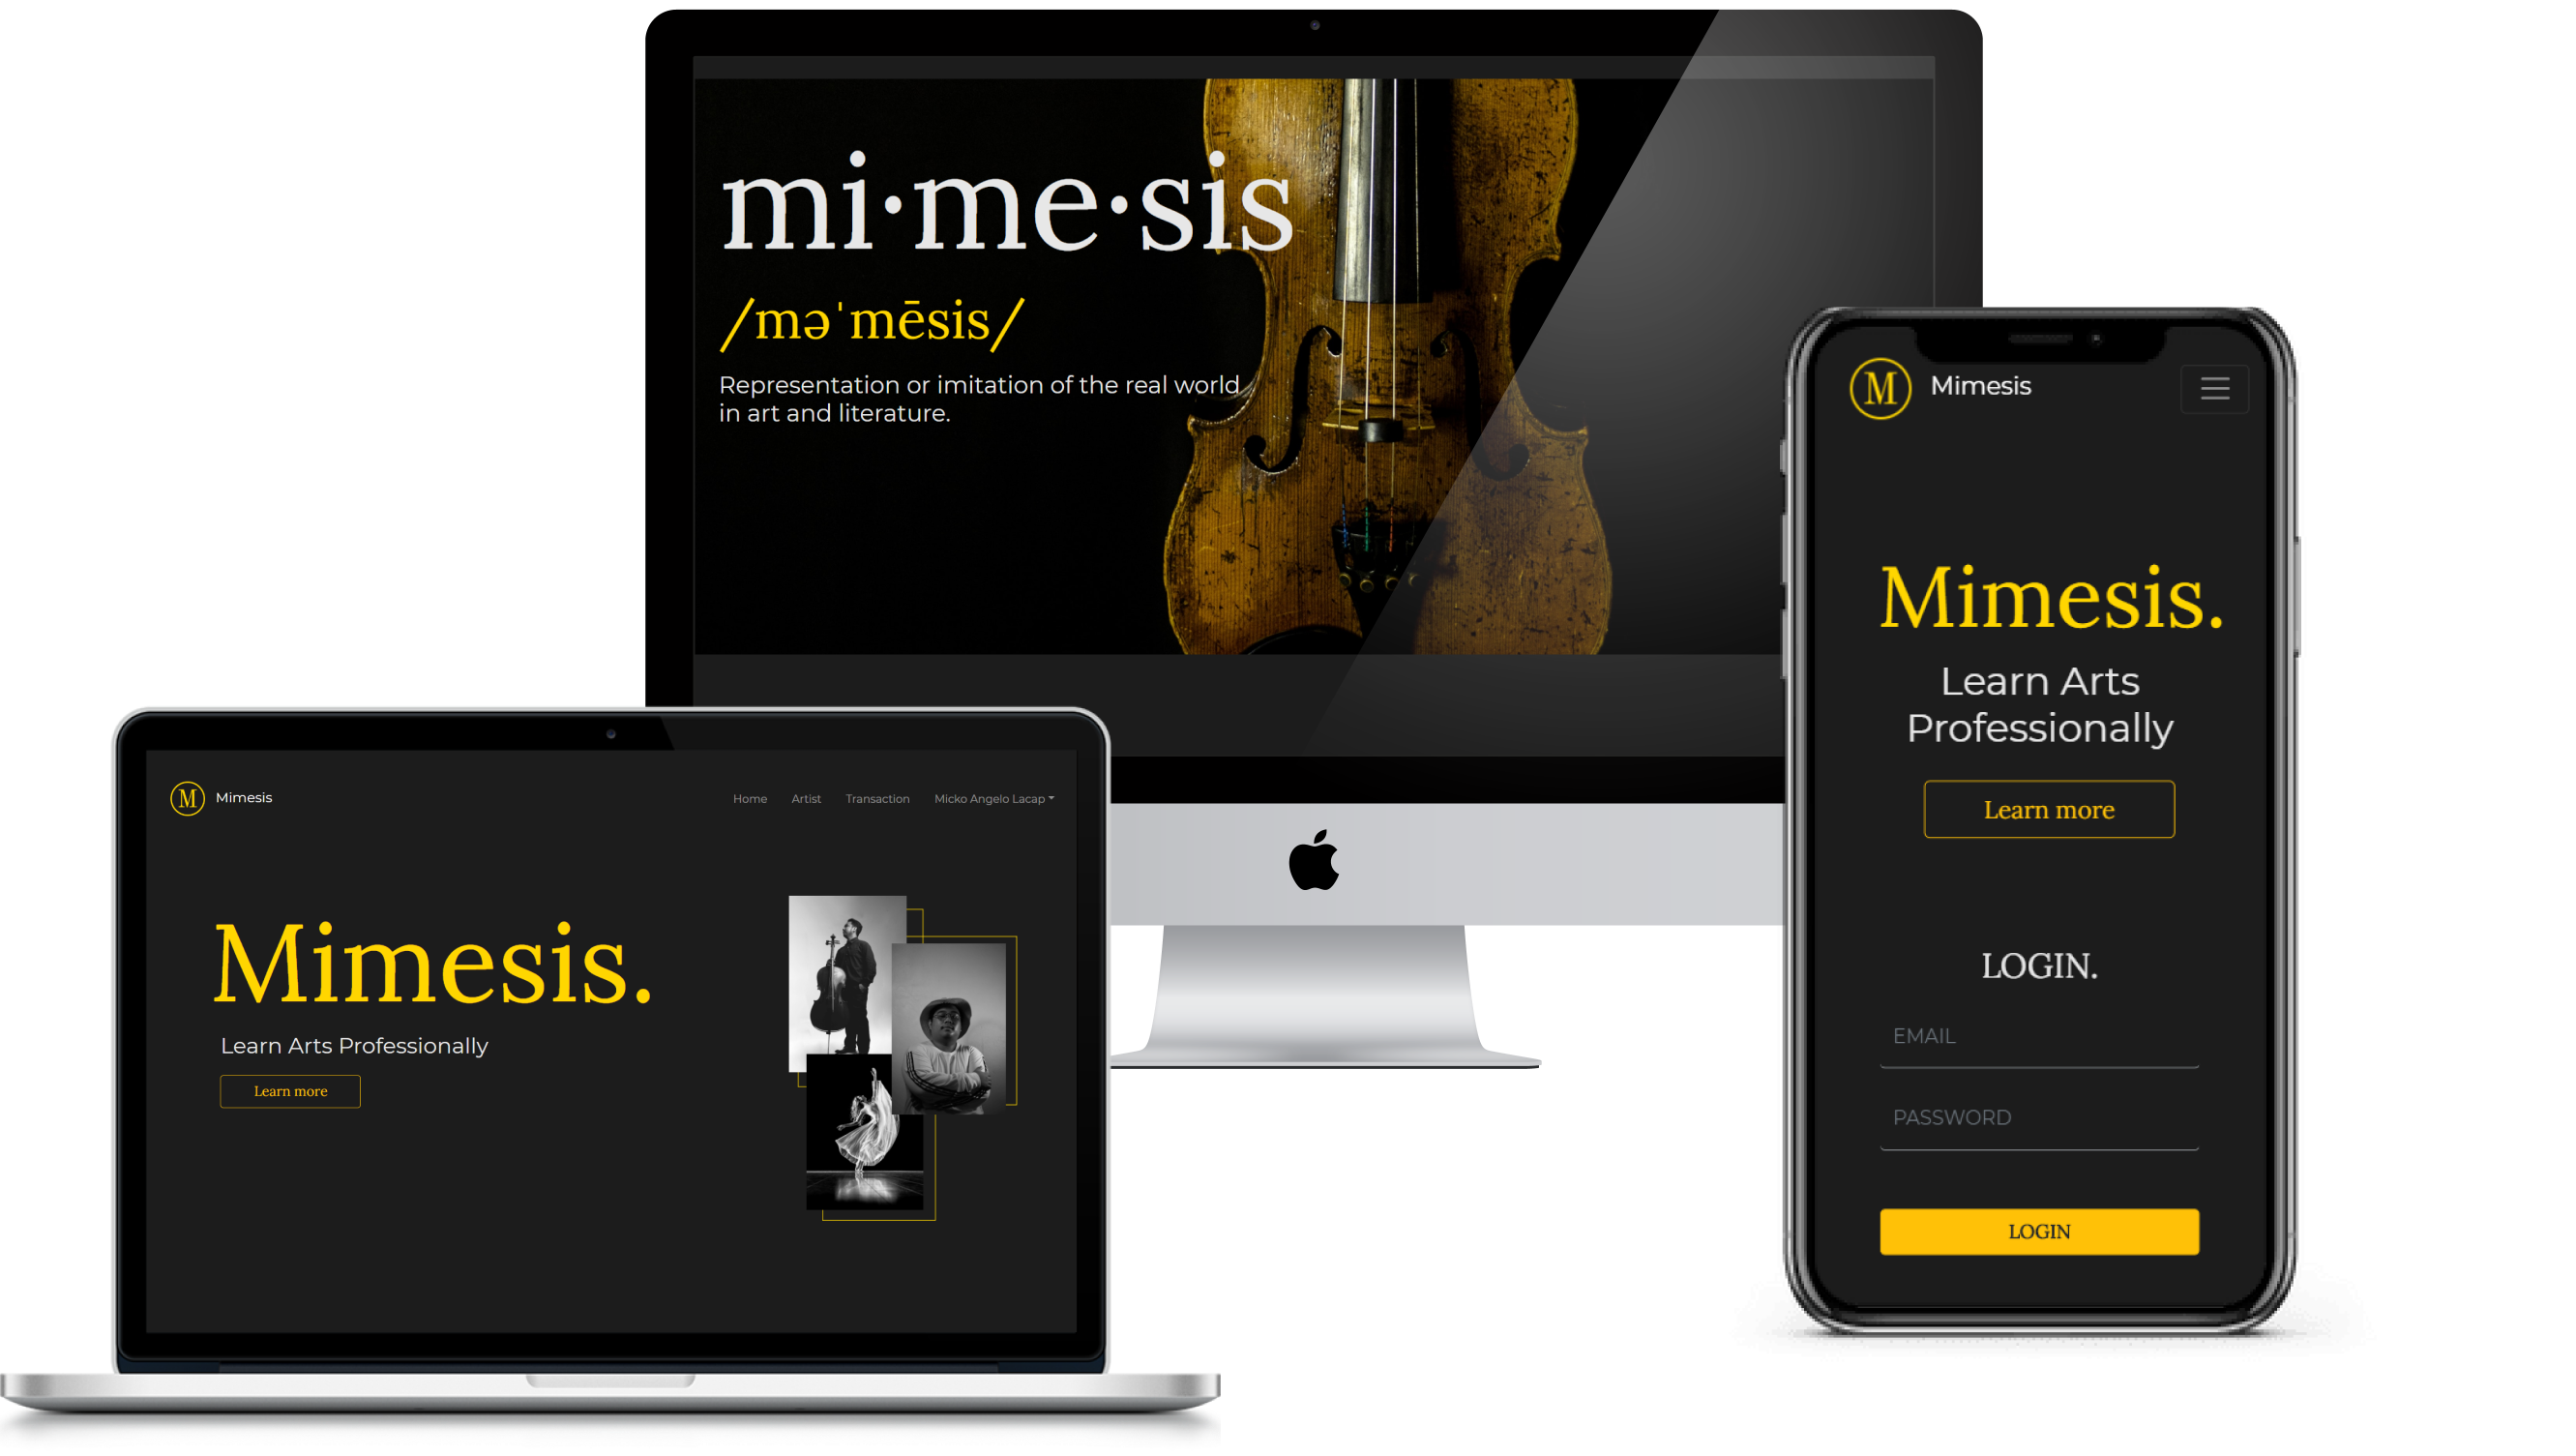 mi·me·sis
/məˈmēsis/
Representation or imitation of the real world
in art and literature.
M Mimesis
Home Artist Transaction Micko Angelo Lacap
Mimesis.
Learn Arts Professionally
Learn more
M Mimesis
Mimesis.
Learn Arts
Professionally
Learn more
LOGIN.
EMAIL
PASSWORD
LOGIN